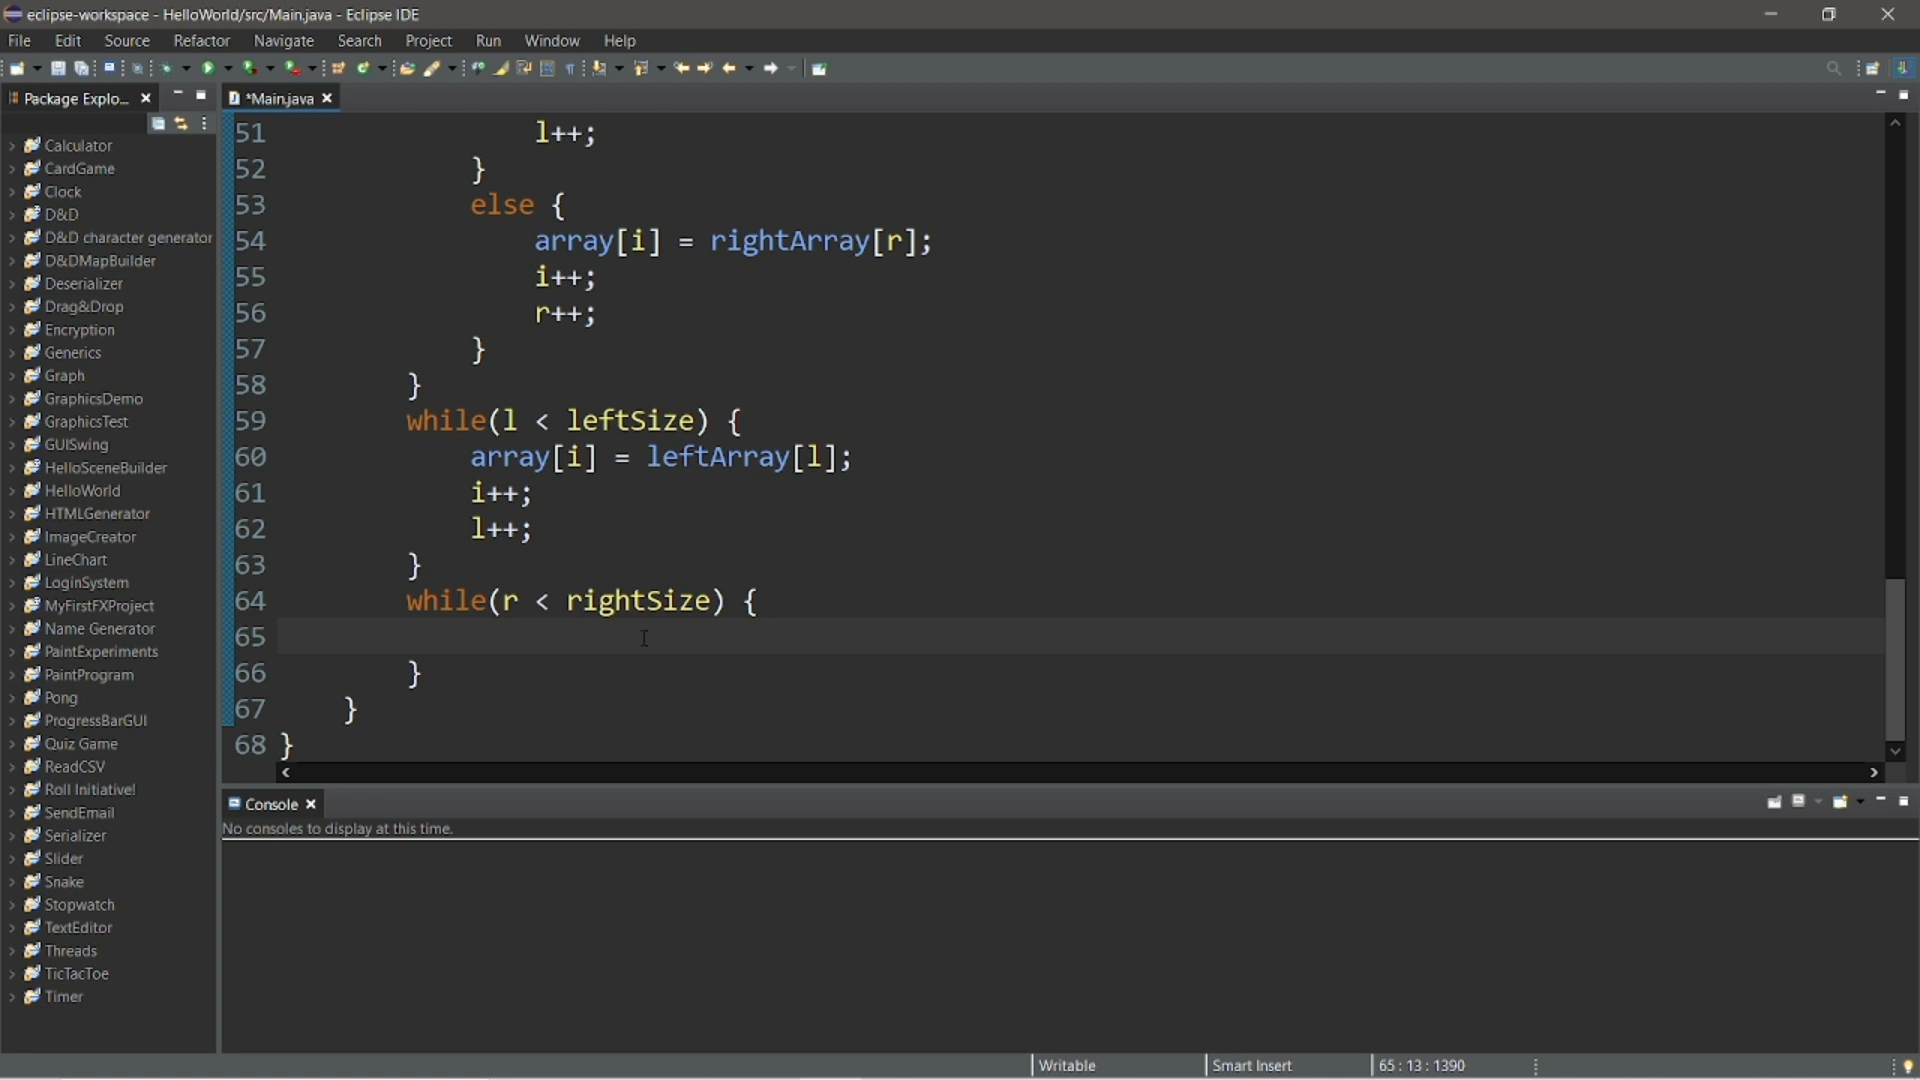 eclipse-workspace - HelloWorld/src/Main.java - Eclipse IDE
File Edit Source Refactor Navigate Search Project Run Window Help
Package Explo...
*Main.java
Calculator
CardGame
Clock
D&D
D&D character generator
D&DMapBuilder
Deserializer
Drag&Drop
Encryption
Generics
Graph
GraphicsDemo
GraphicsTest
GUISwing
HelloSceneBuilder
HelloWorld
HTMLGenerator
ImageCreator
LineChart
LoginSystem
MyFirstFXProject
Name Generator
PaintExperiments
PaintProgram
Pong
ProgressBarGUI
Quiz Game
ReadCSV
Roll Initiative!
SendEmail
Serializer
Slider
Snake
Stopwatch
TextEditor
Threads
TicTacToe
Timer
51 l++;
52 }
53 else {
54 array[i] = rightArray[r];
55 i++;
56 r++;
57 }
58 }
59 while(l < leftSize) {
60 array[i] = leftArray[l];
61 i++;
62 l++;
63 }
64 while(r < rightSize) {
65
66 }
67 }
68 }
Console
No consoles to display at this time.
Writable Smart Insert 65 : 13 : 1390